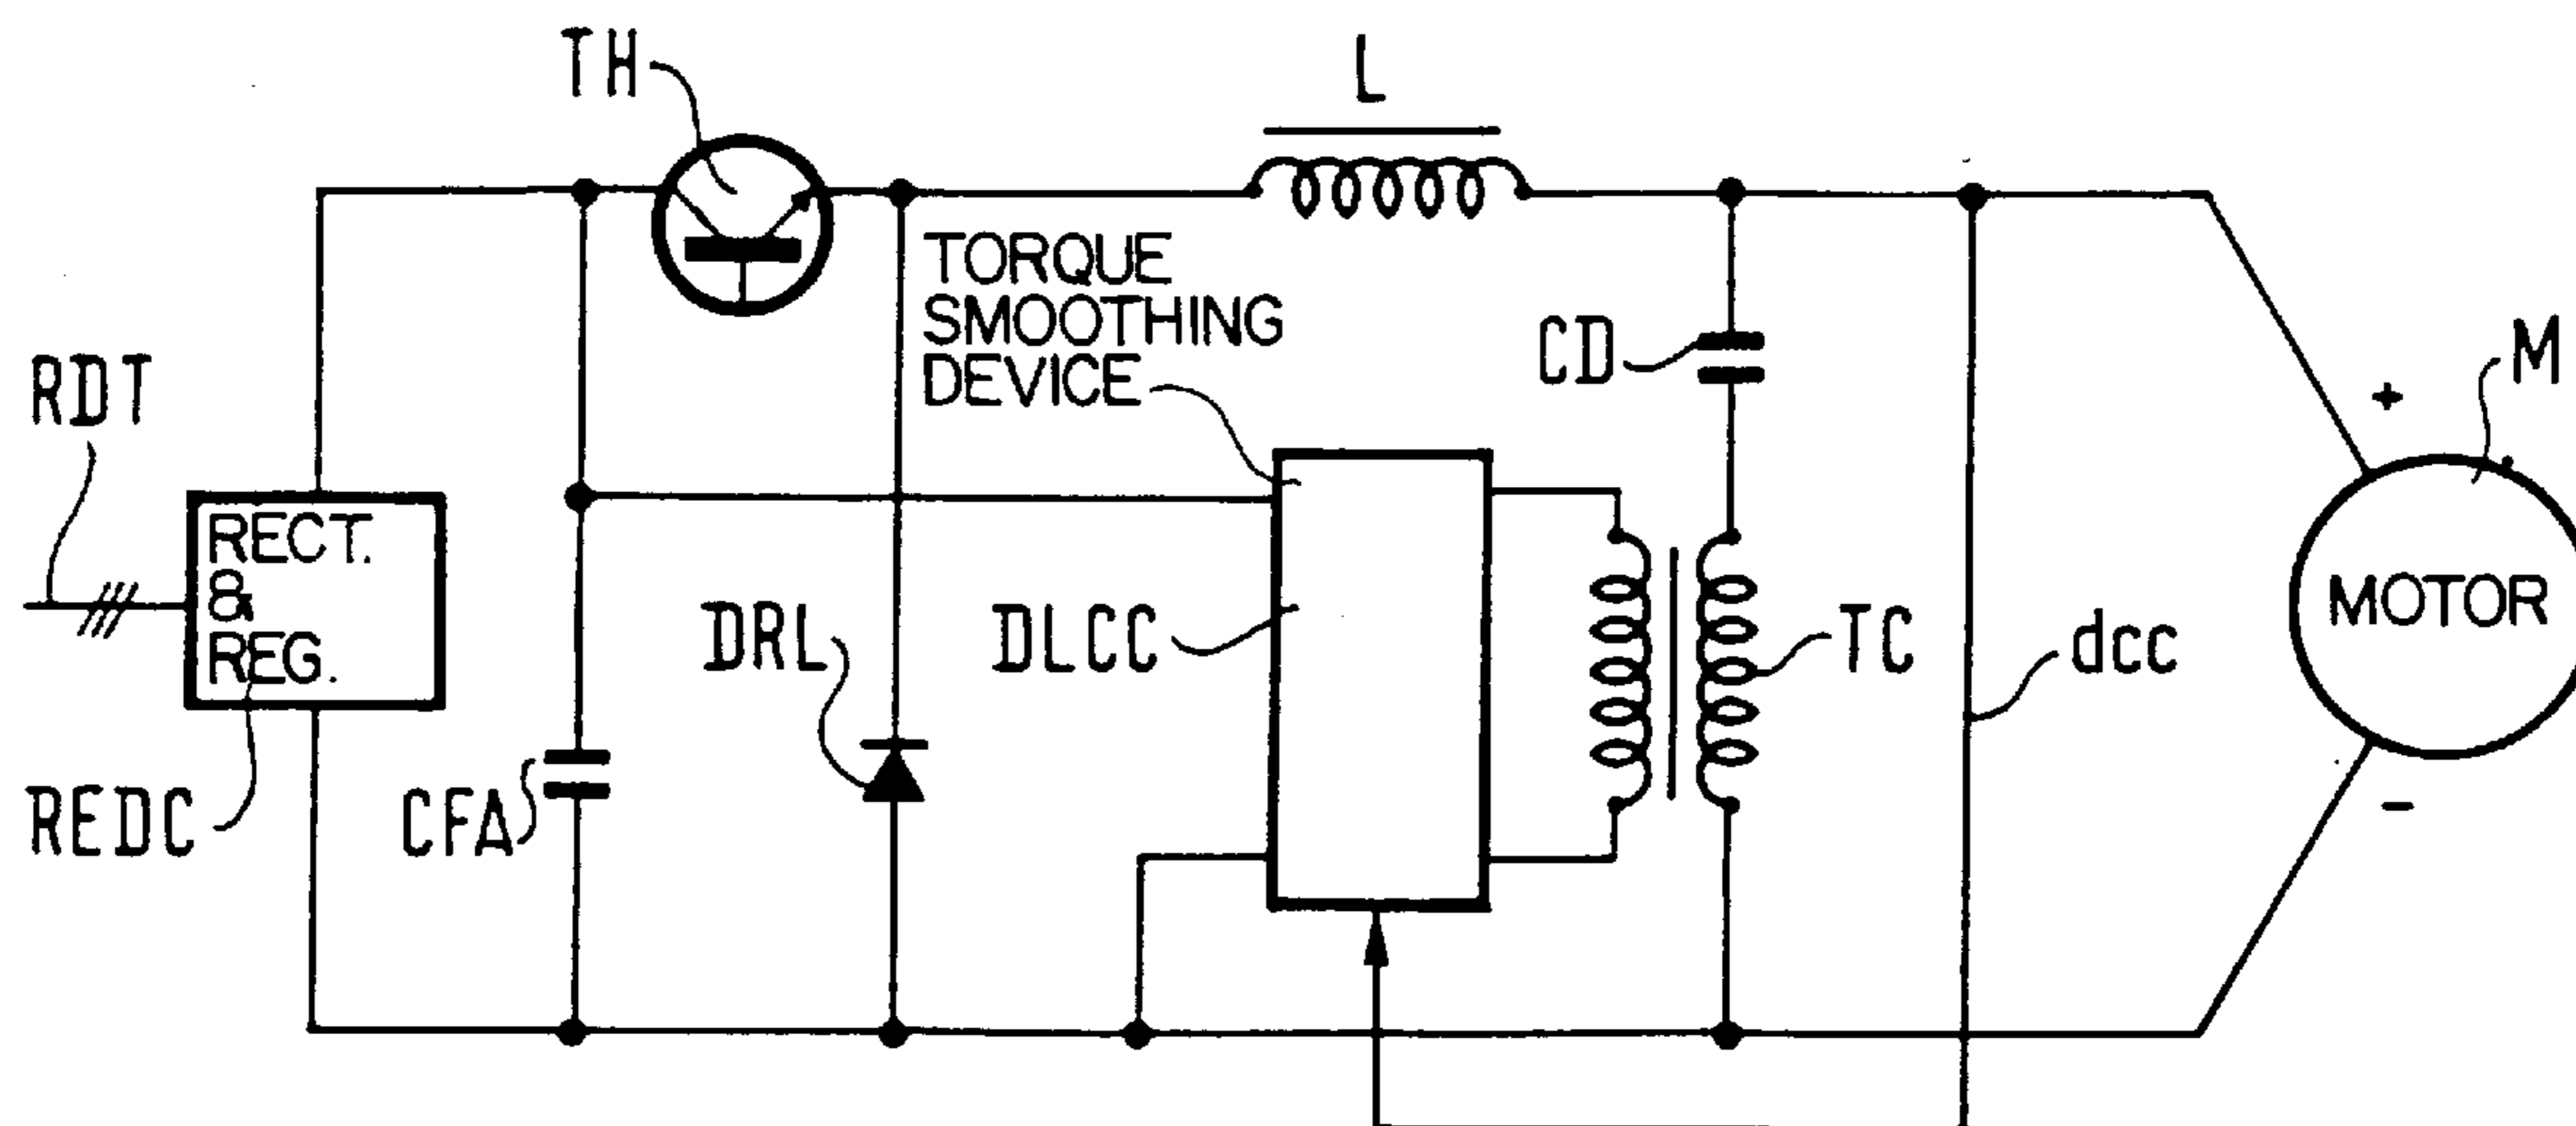 TH
L
TORQUE
SMOOTHING
DEVICE
CD
M
+
RDT
RECT.
&
REG.
DRL
DLCC
TC
dcc
MOTOR
REDC
CFA
-